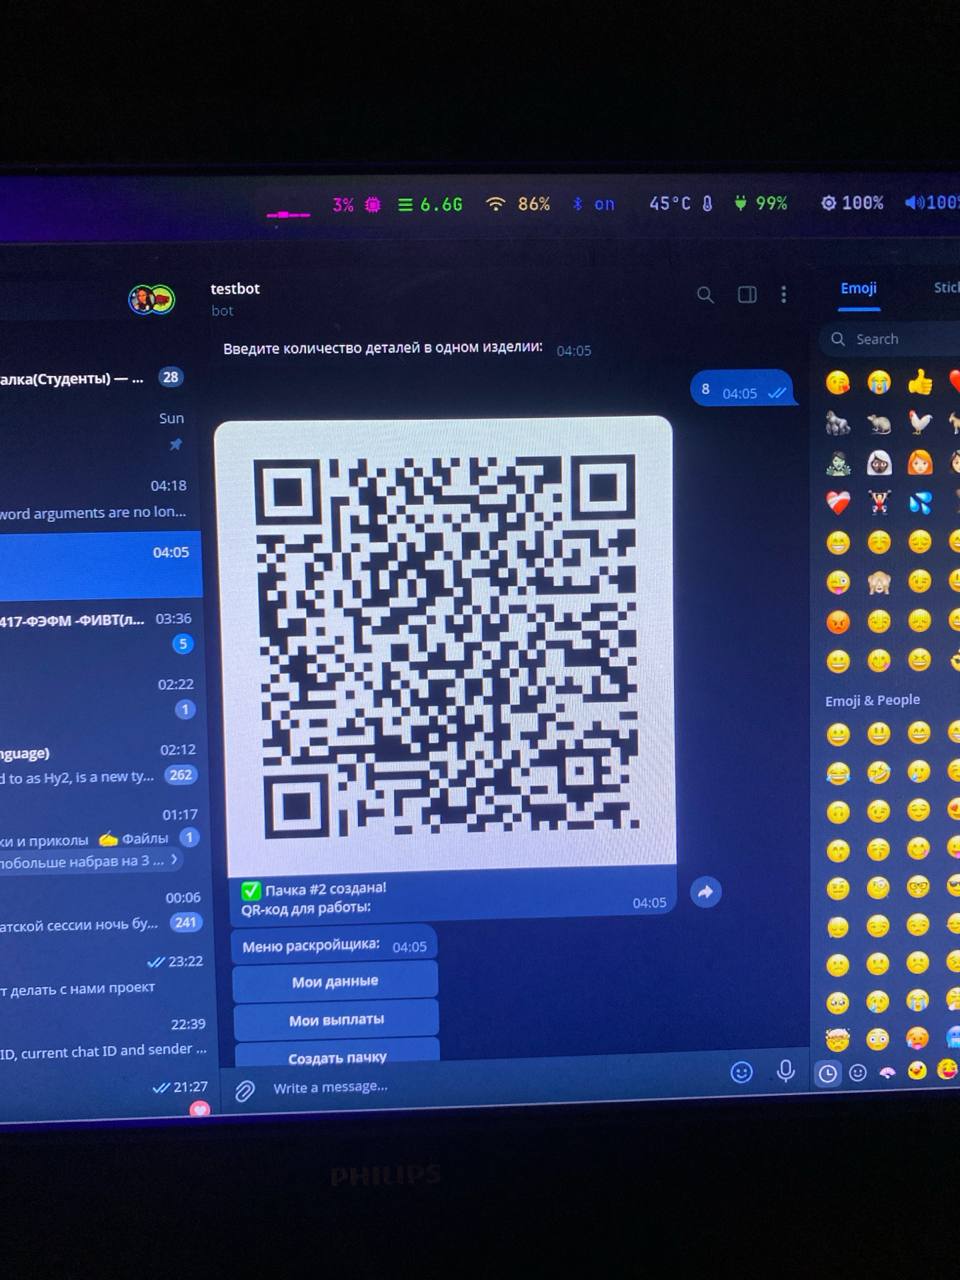 3% 6.6G 86% on 45°C 99% 100% 100%
testbot
bot
Emoji
Введите количество деталей в одном изделии: 04:05
Search
8 04:05
алка(Студенты) — ... 28
Sun
04:18
word arguments are no lon...
04:05
417-ФЭФМ -ФИВТ(л... 03:36
5
02:22
1
nguage) 02:12
d to as Hy2, is a new ty... 262
01:17
ки и приколы ✍️ Файлы 1
побольше набрав на 3 ...
00:06
атской сессии ночь бу... 241
23:22
т делать с нами проект
22:39
ID, current chat ID and sender ...
21:27
Emoji & People
✅ Пачка #2 создана!
QR-код для работы: 04:05
Меню раскройщика: 04:05
Мои данные
Мои выплаты
Создать пачку
Write a message...
PHILIPS